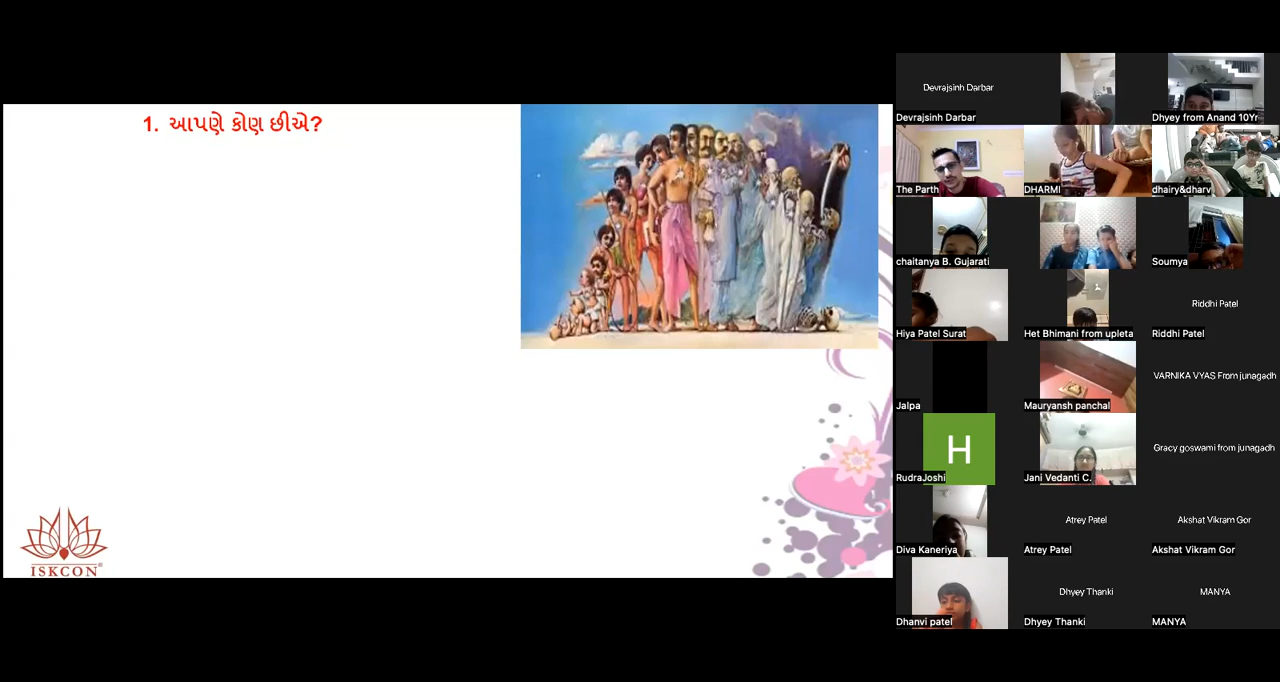 1. આપણે કોણ છીએ?
ISKCON®
Devrajsinh Darbar
Devrajsinh Darbar
Dhyey from Anand 10Yr
The Parth
DHARMI
dhairy&dharv
chaitanya B. Gujarati
Soumya
Riddhi Patel
Hiya Patel Surat
Het Bhimani from upleta
Riddhi Patel
VARNIKA VYAS From junagadh
Jalpa
Mauryansh panchal
H
Gracy goswami from junagadh
RudraJoshi
Jani Vedanti C.
Atrey Patel
Akshat Vikram Gor
Diva Kaneriya
Atrey Patel
Akshat Vikram Gor
Dhyey Thanki
MANYA
Dhanvi patel
Dhyey Thanki
MANYA